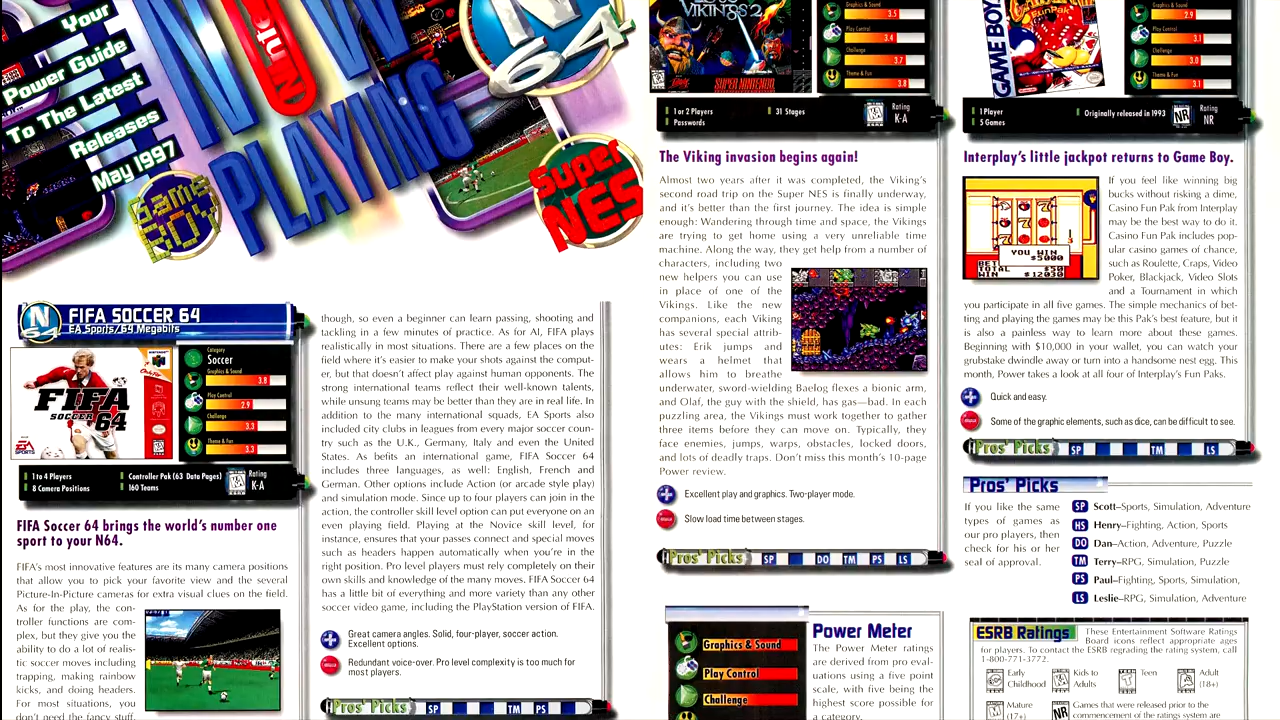 Your
Power Guide
To The Latest
Releases
May 1997
NOW
PLAYING
N
64
Game
Boy
Super
NES
FIFA SOCCER 64
EA Sports/64 Megabits
FIFA
SOCCER 64
EA
SPORTS
Category
Soccer
Graphics & Sound
3.8
Play Control
2.9
Challenge
3.3
Theme & Fun
3.3
1 to 4 Players
8 Camera Positions
Controller Pak (63 Data Pages)
160 Teams
Rating
K-A
FIFA Soccer 64 brings the world's number one
sport to your N64.
FIFA's most innovative features are its many camera positions
that allow you to pick your favorite view and the several
Picture-In-Picture cameras for extra visual clues on the field.
As for the play, the con-
troller functions are com-
plex, but they give you the
ability to do a lot of realis-
tic soccer moves including
trapping, making rainbow
kicks, and doing headers.
For most situations, you
don't need the fancy stuff,
though, so even a beginner can learn passing, shooting and
tackling in a few minutes of practice. As for AI, FIFA plays
realistically in most situations. There are a few places on the
field where it's easier to make your shots against the comput-
er, but that doesn't affect play against human opponents. The
strong international teams reflect their well-known talents,
while unsung teams may be better than they are in real life. In
addition to the many international squads, EA Sports also
included city clubs in leagues from every major soccer coun-
try such as the U.K., Germany, Italy and even the United
States. As befits an international game, FIFA Soccer 64
includes three languages, as well: English, French and
German. Other options include Action (or arcade style play)
and simulation mode. Since up to four players can join in the
action, the controller skill level option can put everyone on an
even playing field. Playing at the Novice skill level, for
instance, ensures that your passes connect and special moves
such as headers happen automatically when you're in the
right position. Pro level players must rely completely on their
own skills and knowledge of the many moves. FIFA Soccer 64
has a little bit of everything and more variety than any other
soccer video game, including the PlayStation version of FIFA.
Great camera angles. Solid, four-player, soccer action.
Excellent options.
Redundant voice-over. Pro level complexity is too much for
most players.
Pros' Picks SP DO TM PS LS
VIKINGS 2
SUPER NINTENDO
Graphics & Sound
3.5
Play Control
3.4
Challenge
3.7
Theme & Fun
3.8
1 or 2 Players
Passwords
31 Stages
Rating
K-A
The Viking invasion begins again!
Almost two years after it was completed, the Viking's
second road trip on the Super NES is finally underway,
and it's better than the first journey. The idea is simple
enough: Wandering through time and space, the Vikings
are trying to get home using a very unreliable time
machine. Along the way, they get help from a number of
characters, including two
new helpers you can use
in place of one of the
Vikings. Like the new
companions, each Viking
has several special attrib-
utes: Erik jumps and
wears a helmet that
allows him to breathe
underwater, sword-wielding Baelog flexes a bionic arm,
and Olaf, the guy with the shield, has gas—bad. In each
puzzling area, the Vikings must work together to gather
three items before they can move on. Typically, they
face enemies, jumps, warps, obstacles, locked doors,
and lots of deadly traps. Don't miss this month's 10-page
Power review.
Excellent play and graphics. Two-player mode.
Slow load time between stages.
Pros' Picks SP DO TM PS LS
Graphics & Sound
Play Control
Challenge
Power Meter
The Power Meter ratings
are derived from pro eval-
uations using a five point
scale, with five being the
highest score possible for
a category.
GAME BOY
FunPak
Graphics & Sound
2.9
Play Control
3.1
Challenge
3.0
Theme & Fun
3.1
1 Player
5 Games
Originally released in 1993
NR
Rating
NR
Interplay's little jackpot returns to Game Boy.
YOU WIN
$5000
BET
TOTAL $50
WIN $12030
If you feel like winning big
bucks without risking a dime,
Casino Fun Pak from Interplay
may be the best way to do it.
Casino Fun Pak includes pop-
ular casino games of chance,
such as Roulette, Craps, Video
Poker, Blackjack, Video Slots
and a Tournament in which
you participate in all five games. The simple mechanics of bet-
ting and playing the games may be this Pak's best feature, but it
is also a painless way to learn more about these games.
Beginning with $10,000 in your wallet, you can watch your
grubstake dwindle away or turn into a handsome nest egg. This
month, Power takes a look at all four of Interplay's Fun Paks.
Quick and easy.
Some of the graphic elements, such as dice, can be difficult to see.
Pros' Picks SP TM LS
Pros' Picks
If you like the same
types of games as
our pro players, then
check for his or her
seal of approval.
SP Scott–Sports, Simulation, Adventure
HS Henry–Fighting, Action, Sports
DO Dan–Action, Adventure, Puzzle
TM Terry–RPG, Simulation, Puzzle
PS Paul–Fighting, Sports, Simulation,
LS Leslie–RPG, Simulation, Adventure
ESRB Ratings
These Entertainment Software Ratings
Board icons reflect appropriate ages
for players. To contact the ESRB regrading the rating system, call
1-800-771-3772.
Early
Childhood
Kids to
Adults
Teen
Adult
(18+)
Mature
(17+)
NR
Games that were released prior to the
commencement of the ratings system are